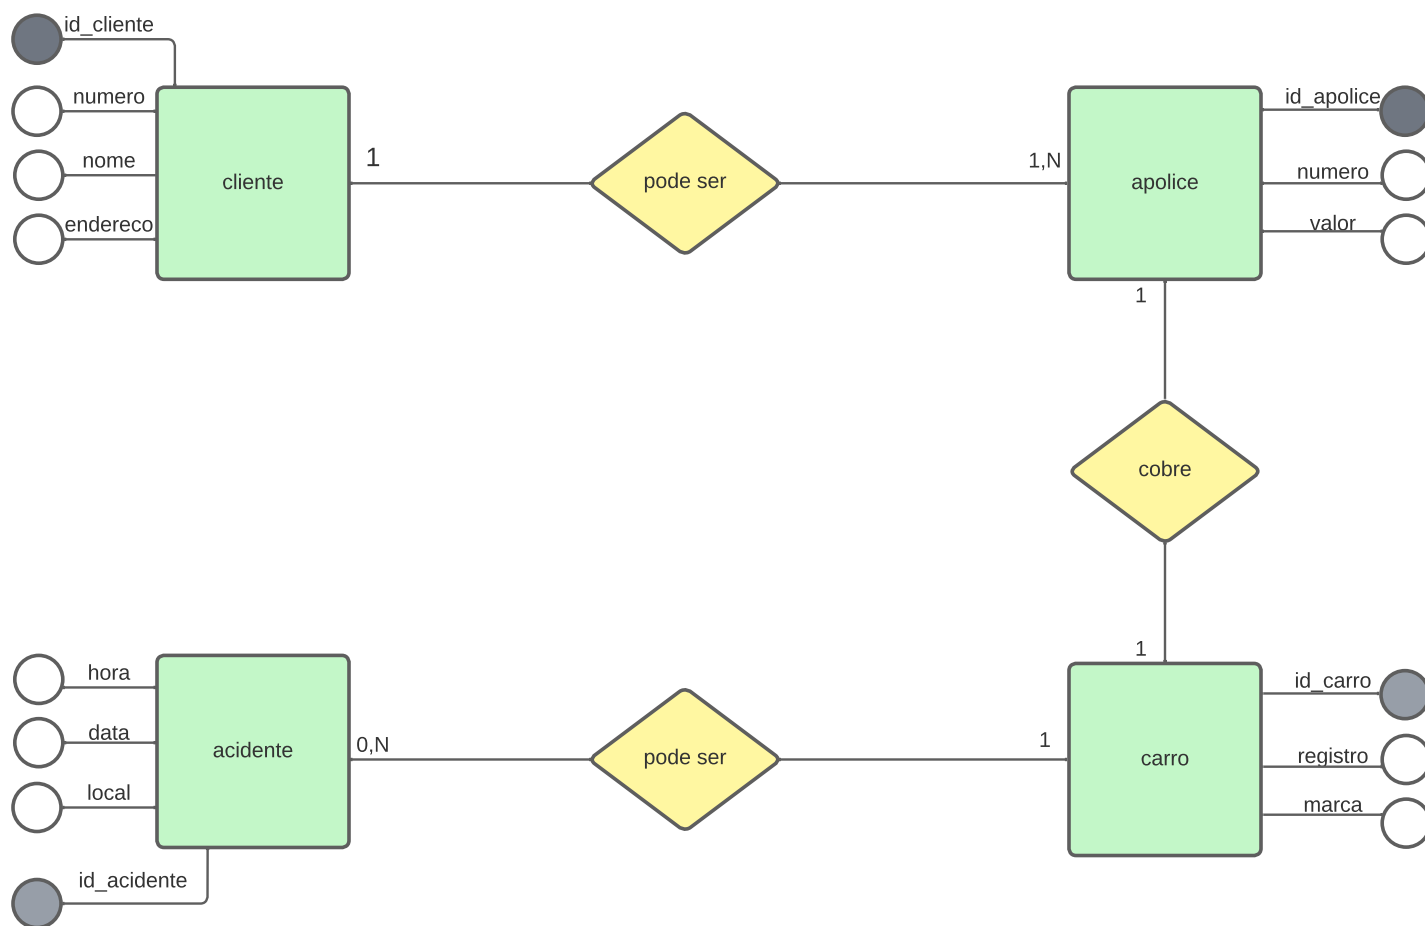 id_cliente
numero
nome
endereco
cliente
1
pode ser
1,N
apolice
id_apolice
numero
valor
1
cobre
1
hora
data
local
id_acidente
acidente
0,N
pode ser
1
carro
id_carro
registro
marca